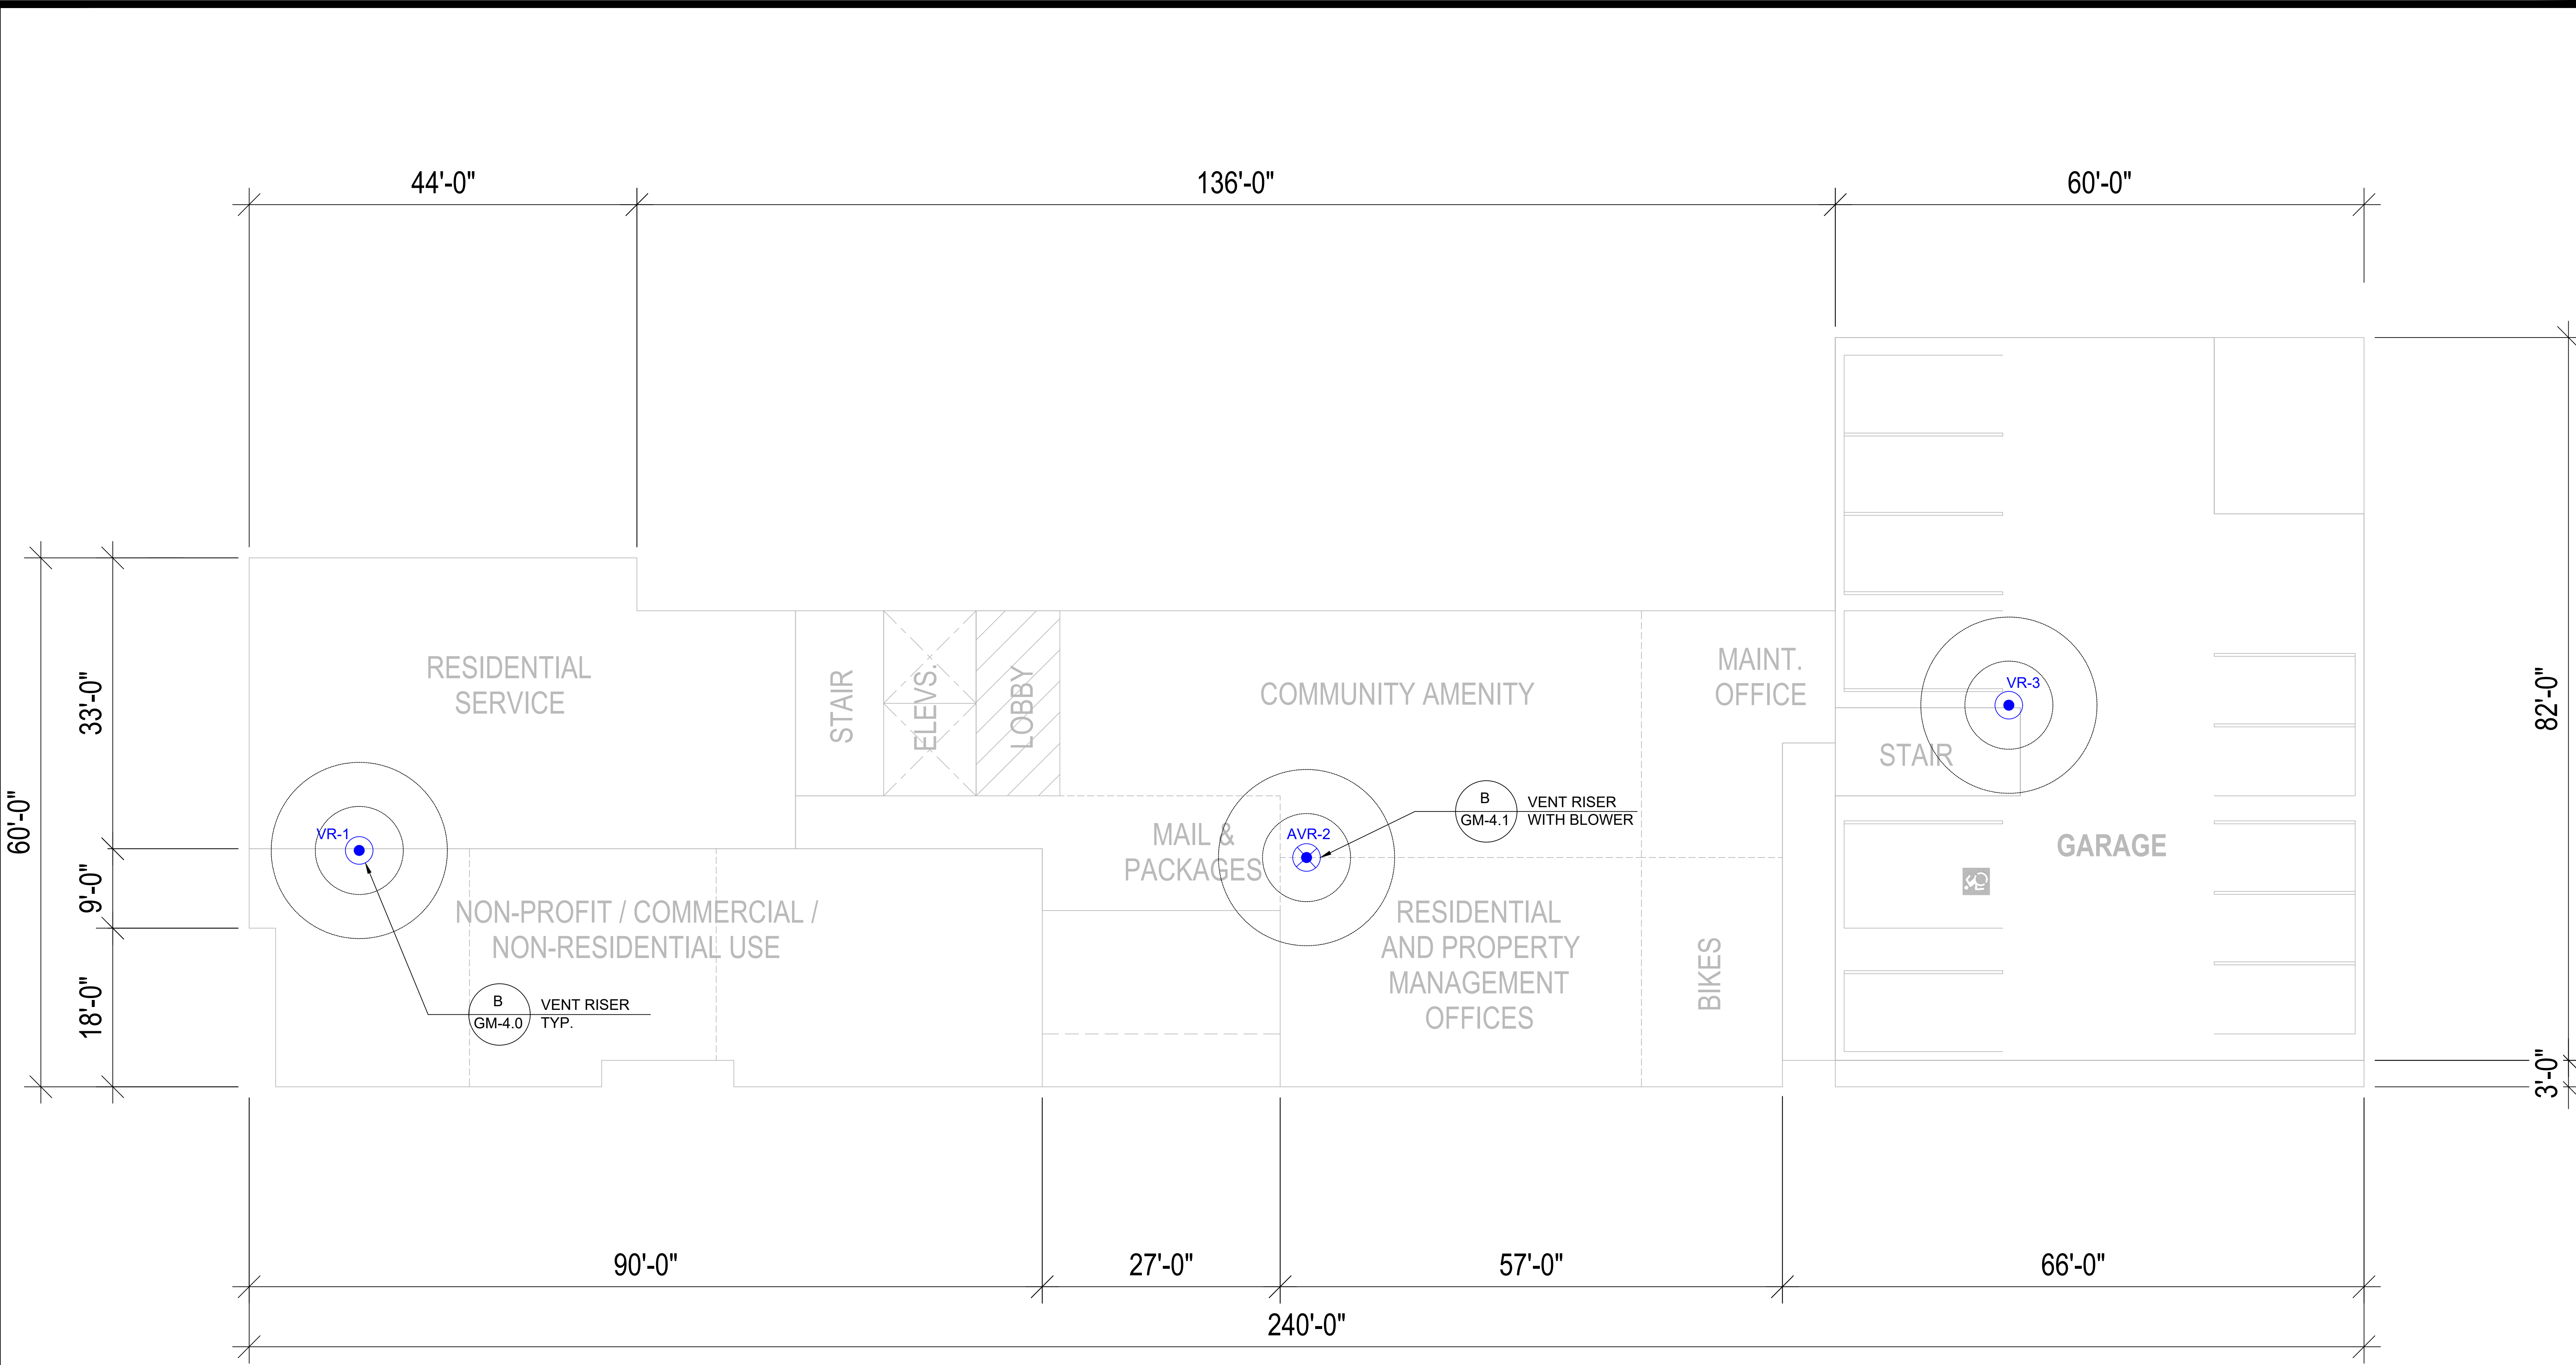 44'-0"
136'-0"
60'-0"
60'-0"
33'-0"
9'-0"
18'-0"
82'-0"
3'-0"
RESIDENTIAL
SERVICE
STAIR
ELEVS.
LOBBY
COMMUNITY AMENITY
MAINT.
OFFICE
VR-3
STAIR
GARAGE
VR-1
MAIL &
PACKAGES
AVR-2
B
GM-4.1
VENT RISER
WITH BLOWER
NON-PROFIT / COMMERCIAL /
NON-RESIDENTIAL USE
RESIDENTIAL
AND PROPERTY
MANAGEMENT
OFFICES
BIKES
B
GM-4.0
VENT RISER
TYP.
90'-0"
27'-0"
57'-0"
66'-0"
240'-0"